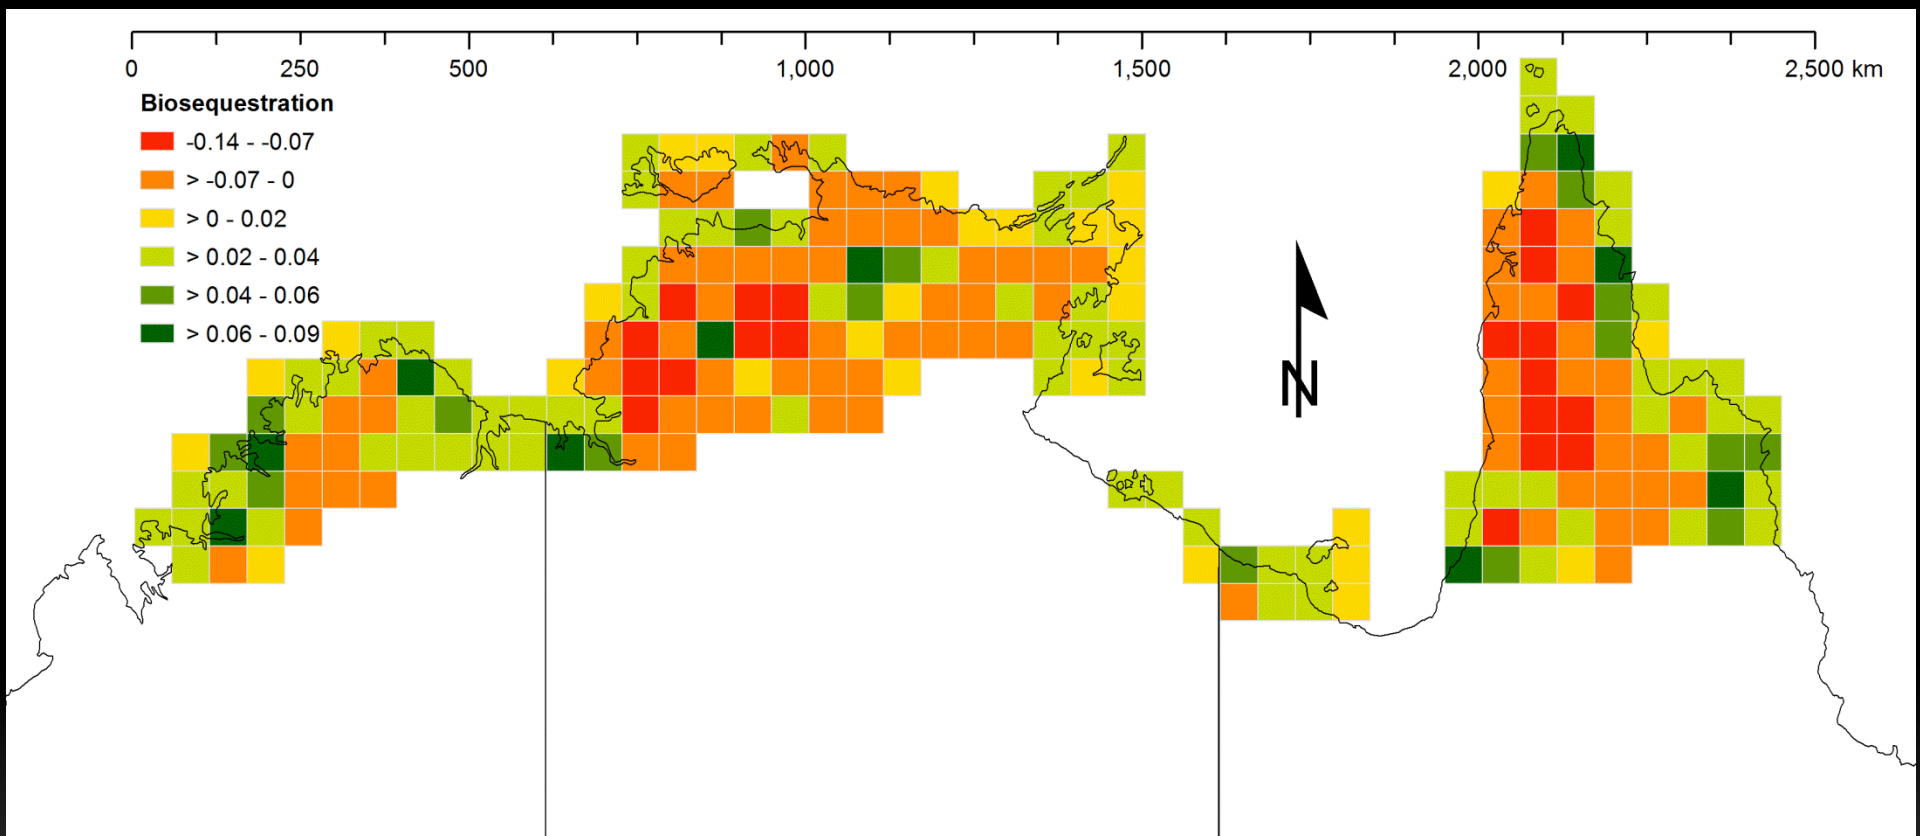 0 250 500 1,000 1,500 2,000 2,500 km
Biosequestration
-0.14 - -0.07
> -0.07 - 0
> 0 - 0.02
> 0.02 - 0.04
> 0.04 - 0.06
> 0.06 - 0.09
N